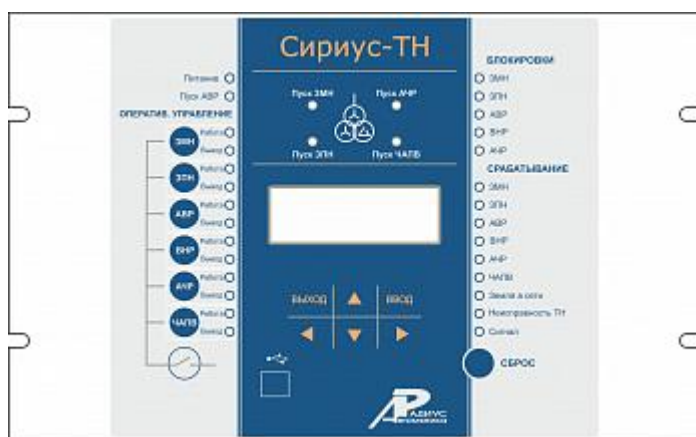 Сириус-ТН
Питание
Пуск АВР
ОПЕРАТИВ. УПРАВЛЕНИЕ
ЗМН
Работа
Вывод
ЗПН
Работа
Вывод
АВР
Работа
Вывод
ВНР
Работа
Вывод
АЧР
Работа
Вывод
ЧАПВ
Работа
Вывод
Пуск ЗМН
Пуск АЧР
Пуск ЗПН
Пуск ЧАПВ
ВЫХОД
ВВОД
РАДИУС
Автоматика
БЛОКИРОВКИ
ЗМН
ЗПН
АВР
ВНР
АЧР
СРАБАТЫВАНИЕ
ЗМН
ЗПН
АВР
ВНР
АЧР
ЧАПВ
Земля в сети
Неисправность ТН
Сигнал
СБРОС